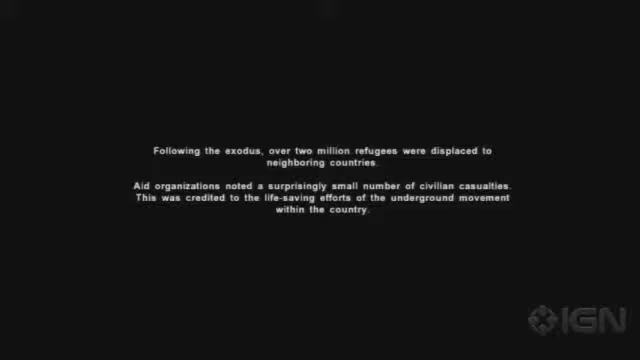 Following the exodus, over two million refugees were displaced to
neighboring countries.
Aid organizations noted a surprisingly small number of civilian casualties.
This was credited to the life-saving efforts of the underground movement
within the country.
IGN